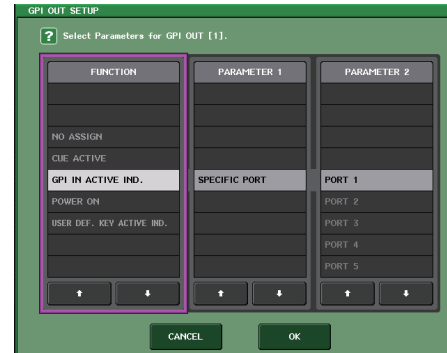 GPI OUT SETUP
? Select Parameters for GPI OUT [1].
FUNCTION PARAMETER 1 PARAMETER 2
NO ASSIGN
CUE ACTIVE
GPI IN ACTIVE IND. SPECIFIC PORT PORT 1
POWER ON PORT 2
USER DEF. KEY ACTIVE IND. PORT 3
PORT 4
PORT 5
CANCEL OK